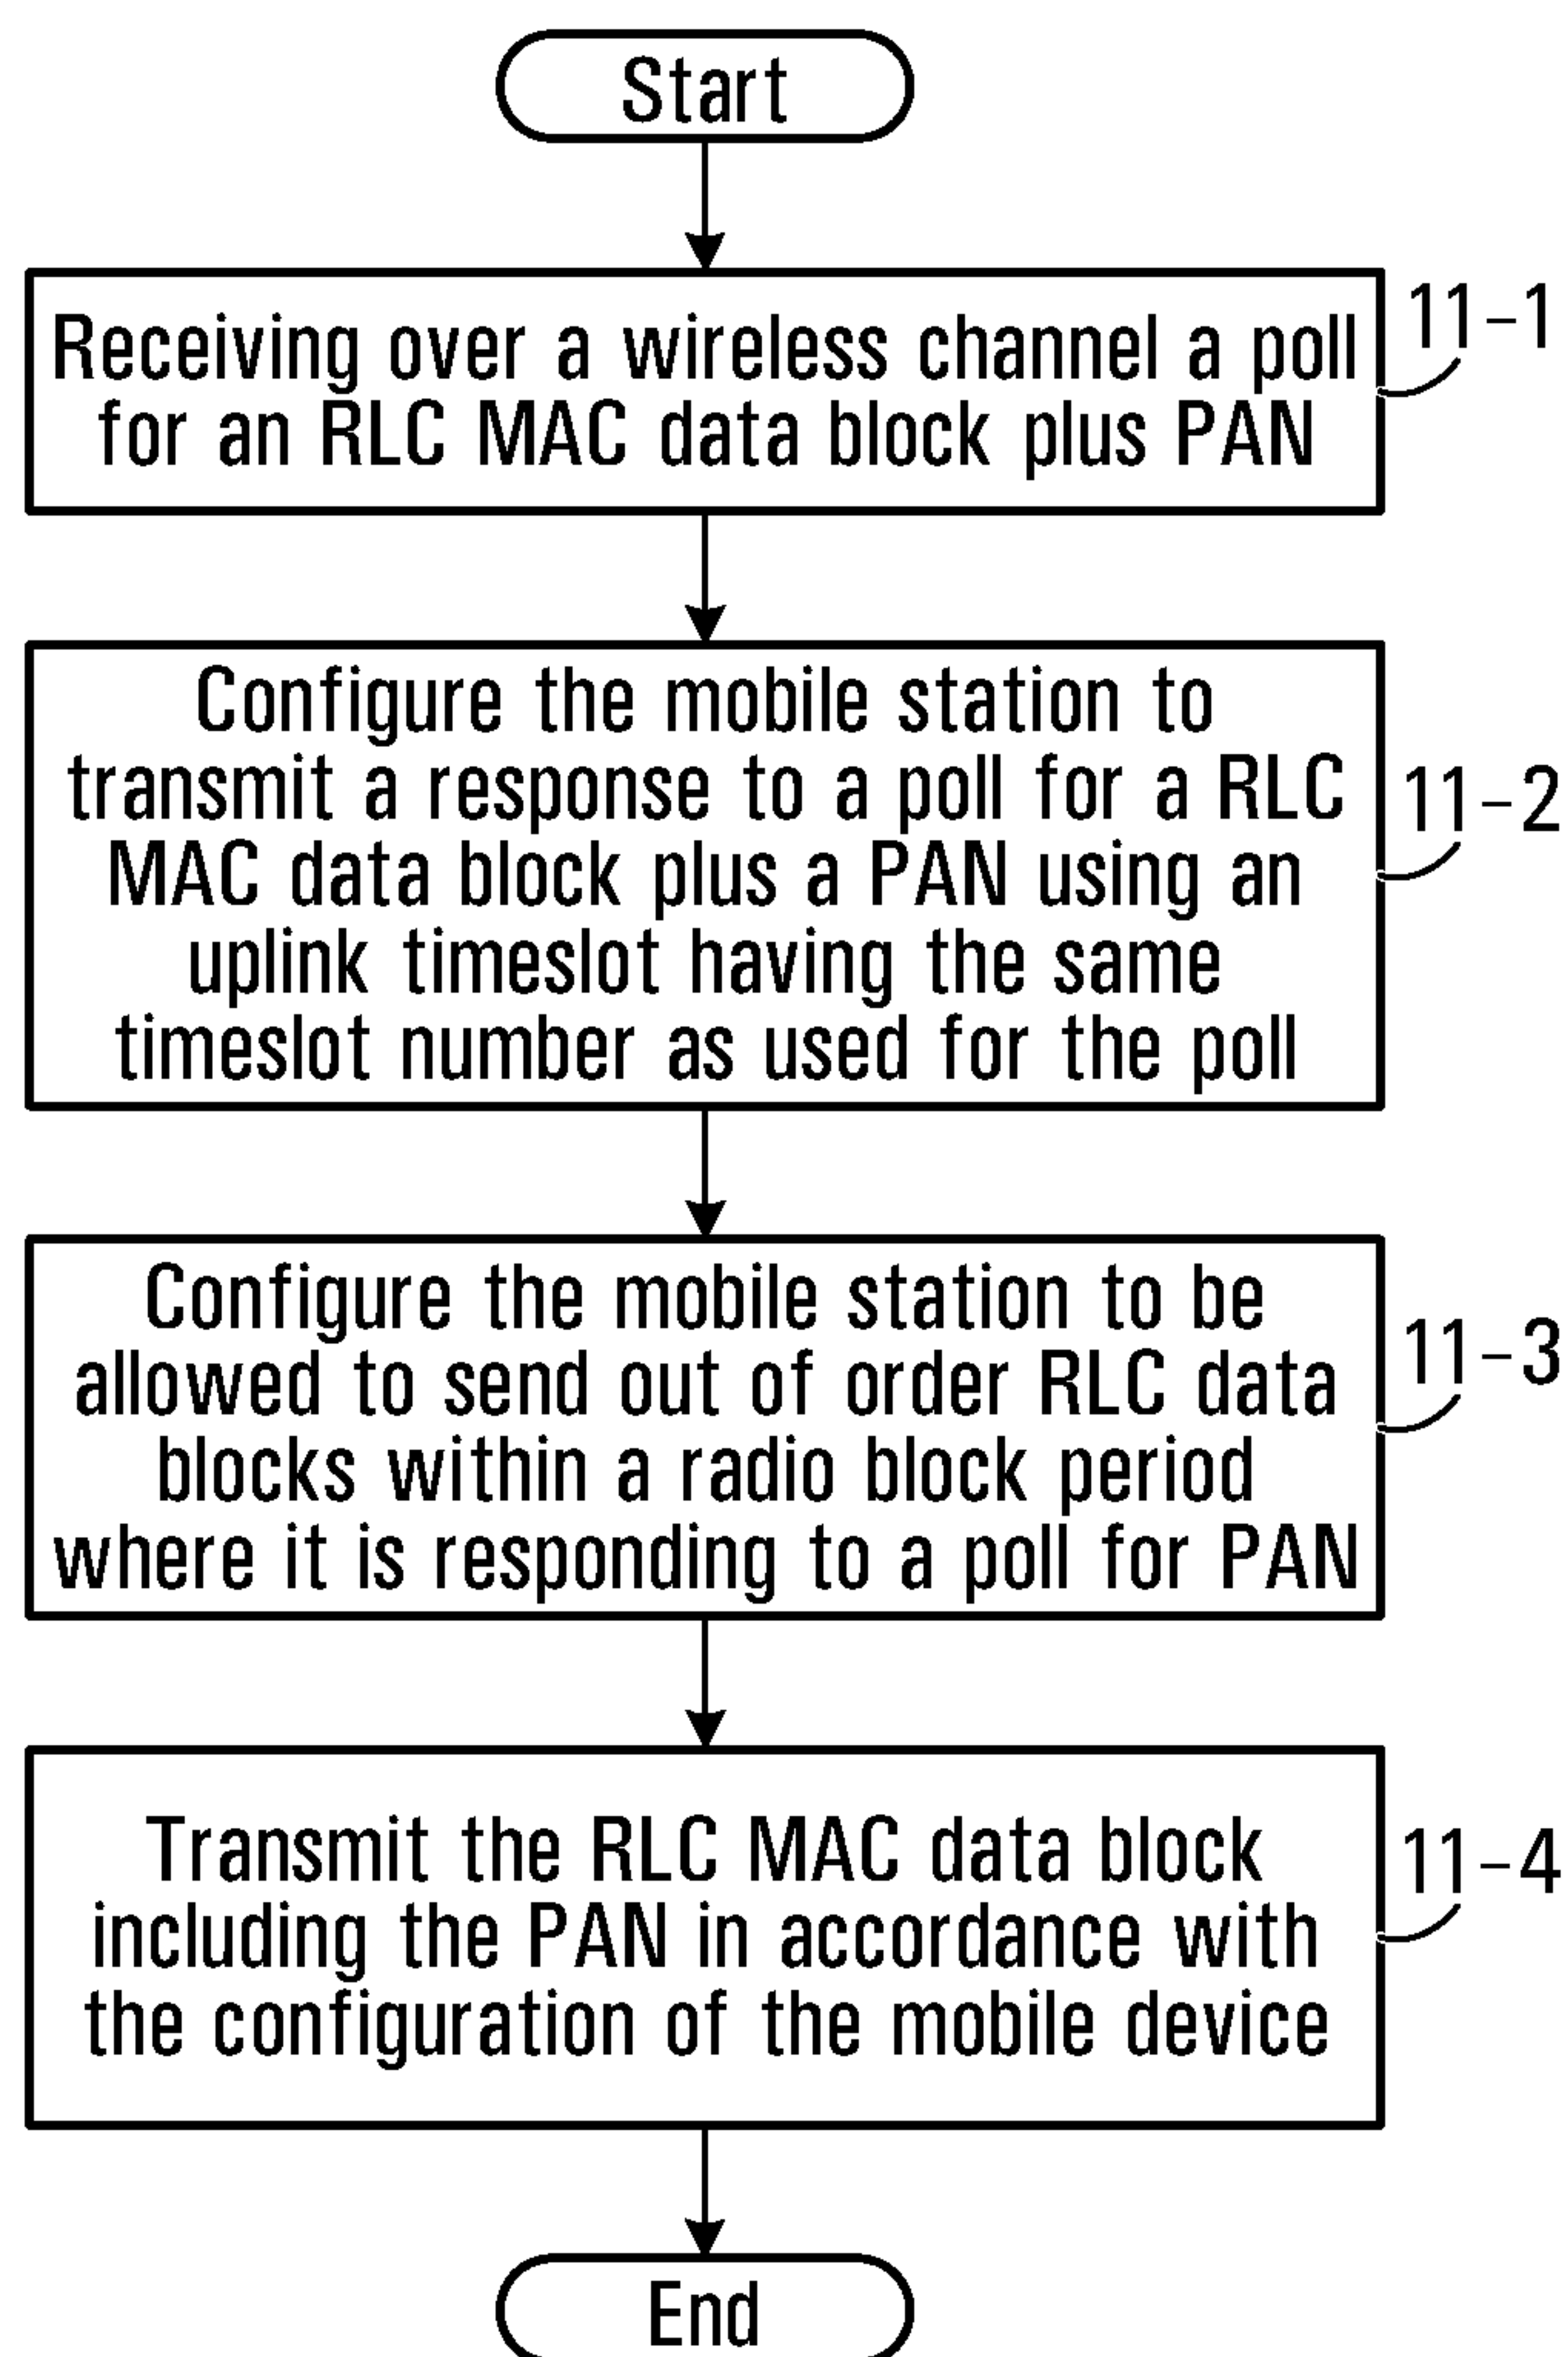 Start
Receiving over a wireless channel a poll
for an RLC MAC data block plus PAN
11-1
Configure the mobile station to
transmit a response to a poll for a RLC
MAC data block plus a PAN using an
uplink timeslot having the same
timeslot number as used for the poll
11-2
Configure the mobile station to be
allowed to send out of order RLC data
blocks within a radio block period
where it is responding to a poll for PAN
11-3
Transmit the RLC MAC data block
including the PAN in accordance with
the configuration of the mobile device
11-4
End